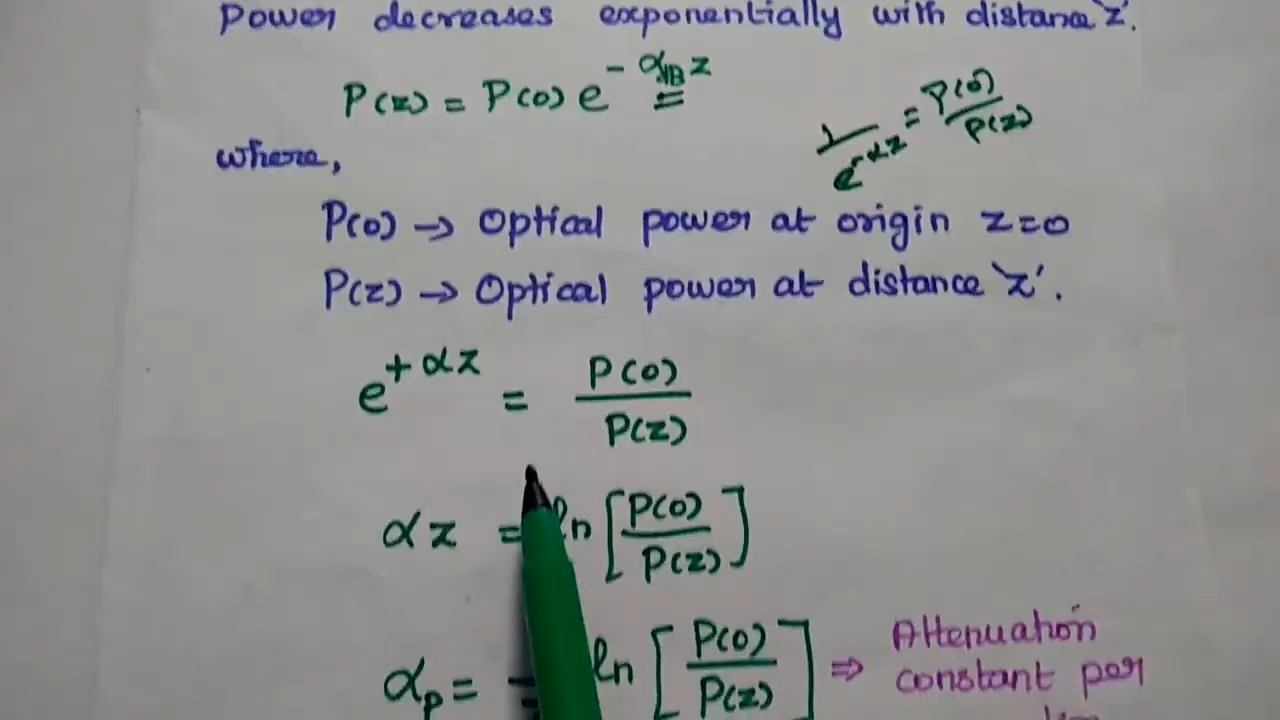 Power decreases exponentially with distance 'z'.
P(z) = P(0) e^-α z
1/e^-αz = P(0)/P(z)
where,
P(0) → Optical power at origin z=0
P(z) → Optical power at distance 'z'.
e^+αz = P(0)/P(z)
αz = ln [P(0)/P(z)]
α_p = ln [P(0)/P(z)] ⇒ Attenuation
constant per